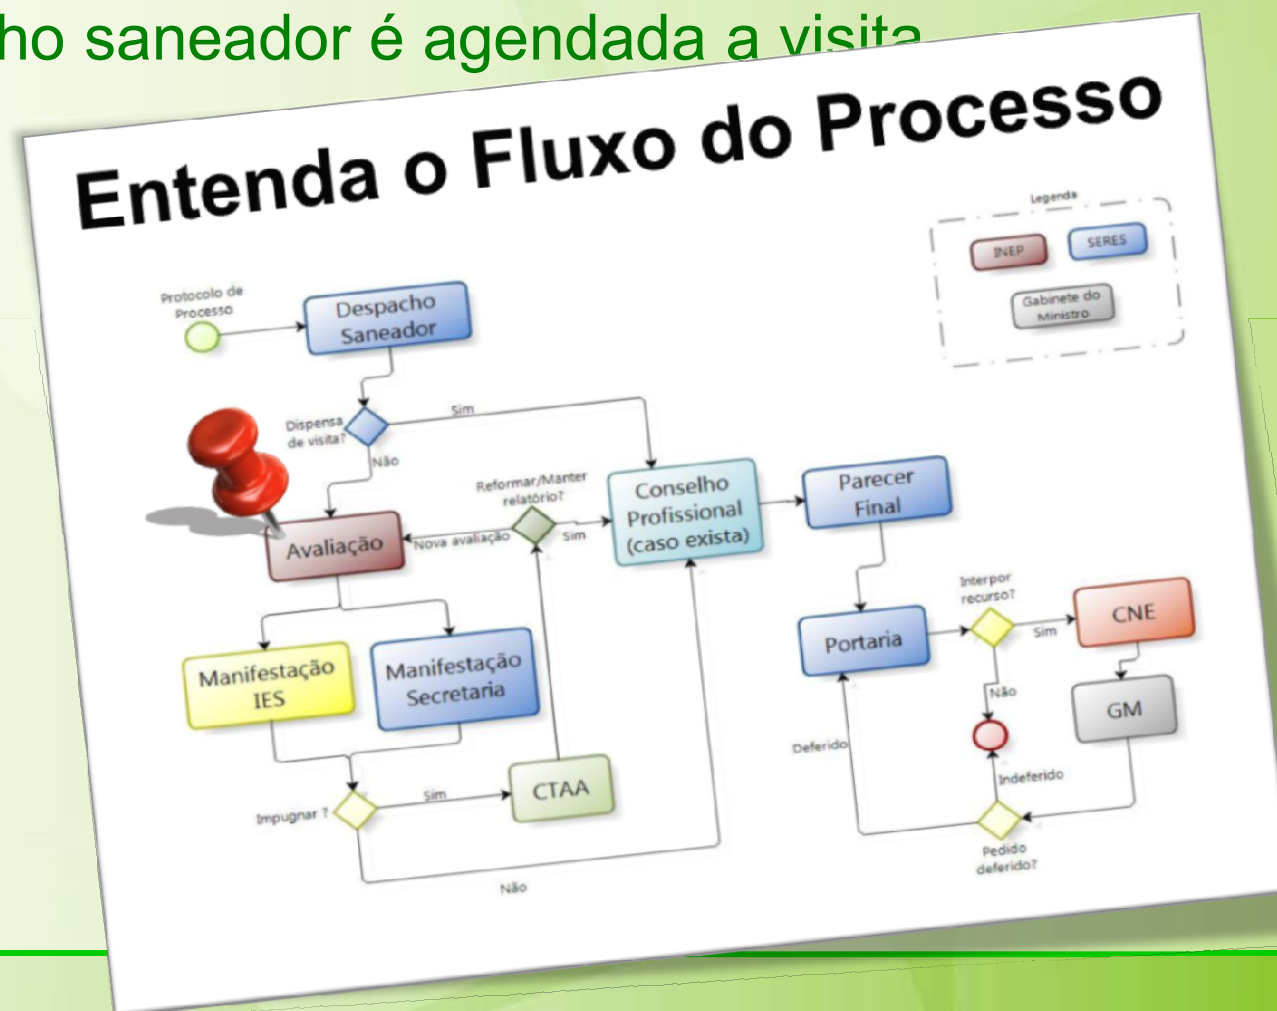 ho saneador é agendada a visita
Entenda o Fluxo do Processo
Legenda
INEP
SERES
Gabinete do
Ministro
Protocolo de
Processo
Despacho
Saneador
Dispensa
de visita?
Sim
Não
Reformar/Manter
relatório?
Conselho
Profissional
(caso exista)
Parecer
Final
Avaliação
Nova avaliação
Sim
Interpor
recurso?
CNE
Portaria
Sim
Manifestação
IES
Manifestação
Secretaria
Não
GM
Deferido
Indeferido
CTAA
Impugnar ?
Sim
Pedido
deferido?
Não